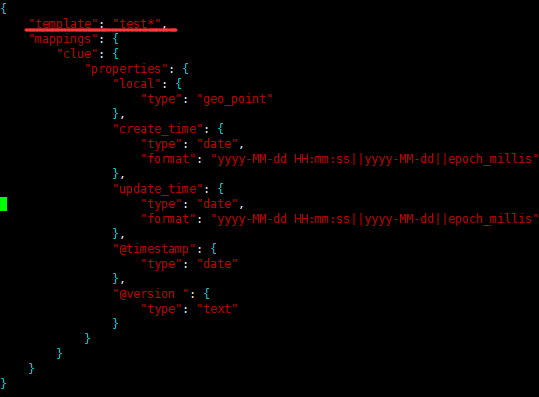 {
    "template": "test*",
    "mappings": {
        "clue": {
            "properties": {
                "local": {
                    "type": "geo_point"
                },
                "create_time": {
                    "type": "date",
                    "format": "yyyy-MM-dd HH:mm:ss||yyyy-MM-dd||epoch_millis"
                },
                "update_time": {
                    "type": "date",
                    "format": "yyyy-MM-dd HH:mm:ss||yyyy-MM-dd||epoch_millis"
                },
                "@timestamp": {
                    "type": "date"
                },
                "@version ": {
                    "type": "text"
                }
            }
        }
    }
}